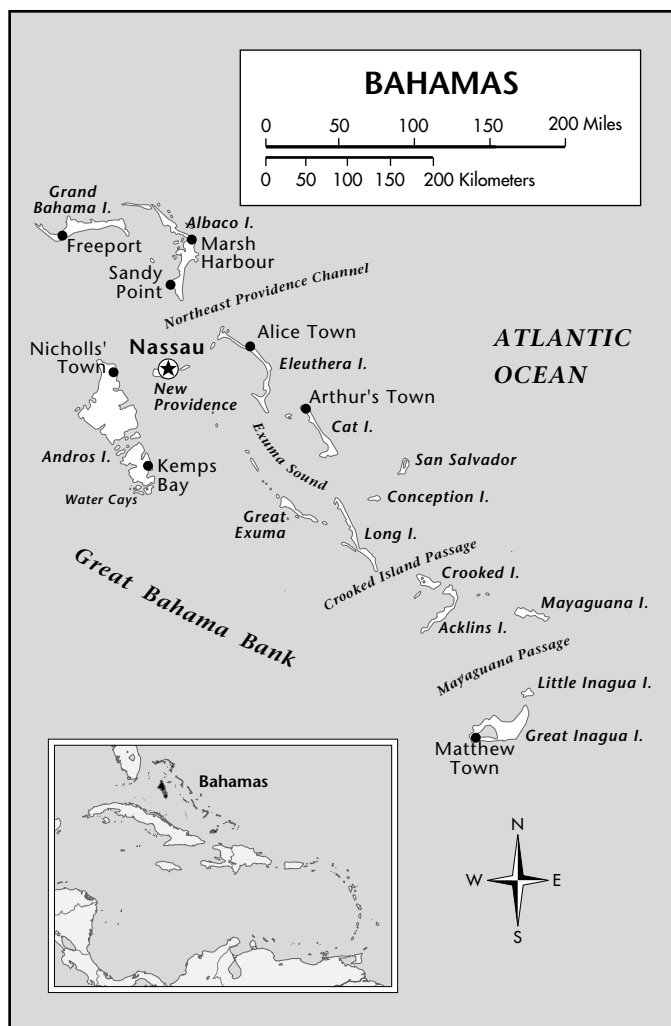 BAHAMAS
0 50 100 150 200 Miles
0 50 100 150 200 Kilometers
Grand
Bahama I.
Albaco I.
Freeport
Marsh
Harbour
Sandy
Point
Northeast Providence Channel
Alice Town
ATLANTIC
OCEAN
Nicholls'
Town
Nassau
Eleuthera I.
New
Providence
Arthur's Town
Cat I.
Exuma Sound
Andros I.
Kemps
Bay
San Salvador
Water Cays
Conception I.
Great
Exuma
Long I.
Great Bahama Bank
Crooked Island Passage
Crooked I.
Mayaguana I.
Acklins I.
Mayaguana Passage
Little Inagua I.
Great Inagua I.
Matthew
Town
Bahamas
N
W E
S